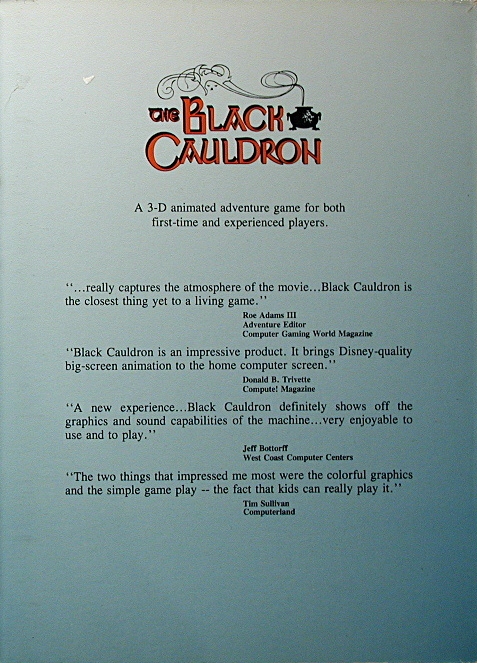 THE BLACK
CAULDRON
A 3-D animated adventure game for both
first-time and experienced players.
‘‘...really captures the atmosphere of the movie...Black Cauldron is
the closest thing yet to a living game.’’
Roe Adams III
Adventure Editor
Computer Gaming World Magazine
‘‘Black Cauldron is an impressive product. It brings Disney-quality
big-screen animation to the home computer screen.’’
Donald B. Trivette
Compute! Magazine
‘‘A new experience...Black Cauldron definitely shows off the
graphics and sound capabilities of the machine...very enjoyable to
use and to play.’’
Jeff Bottorff
West Coast Computer Centers
‘‘The two things that impressed me most were the colorful graphics
and the simple game play -- the fact that kids can really play it.’’
Tim Sullivan
Computerland